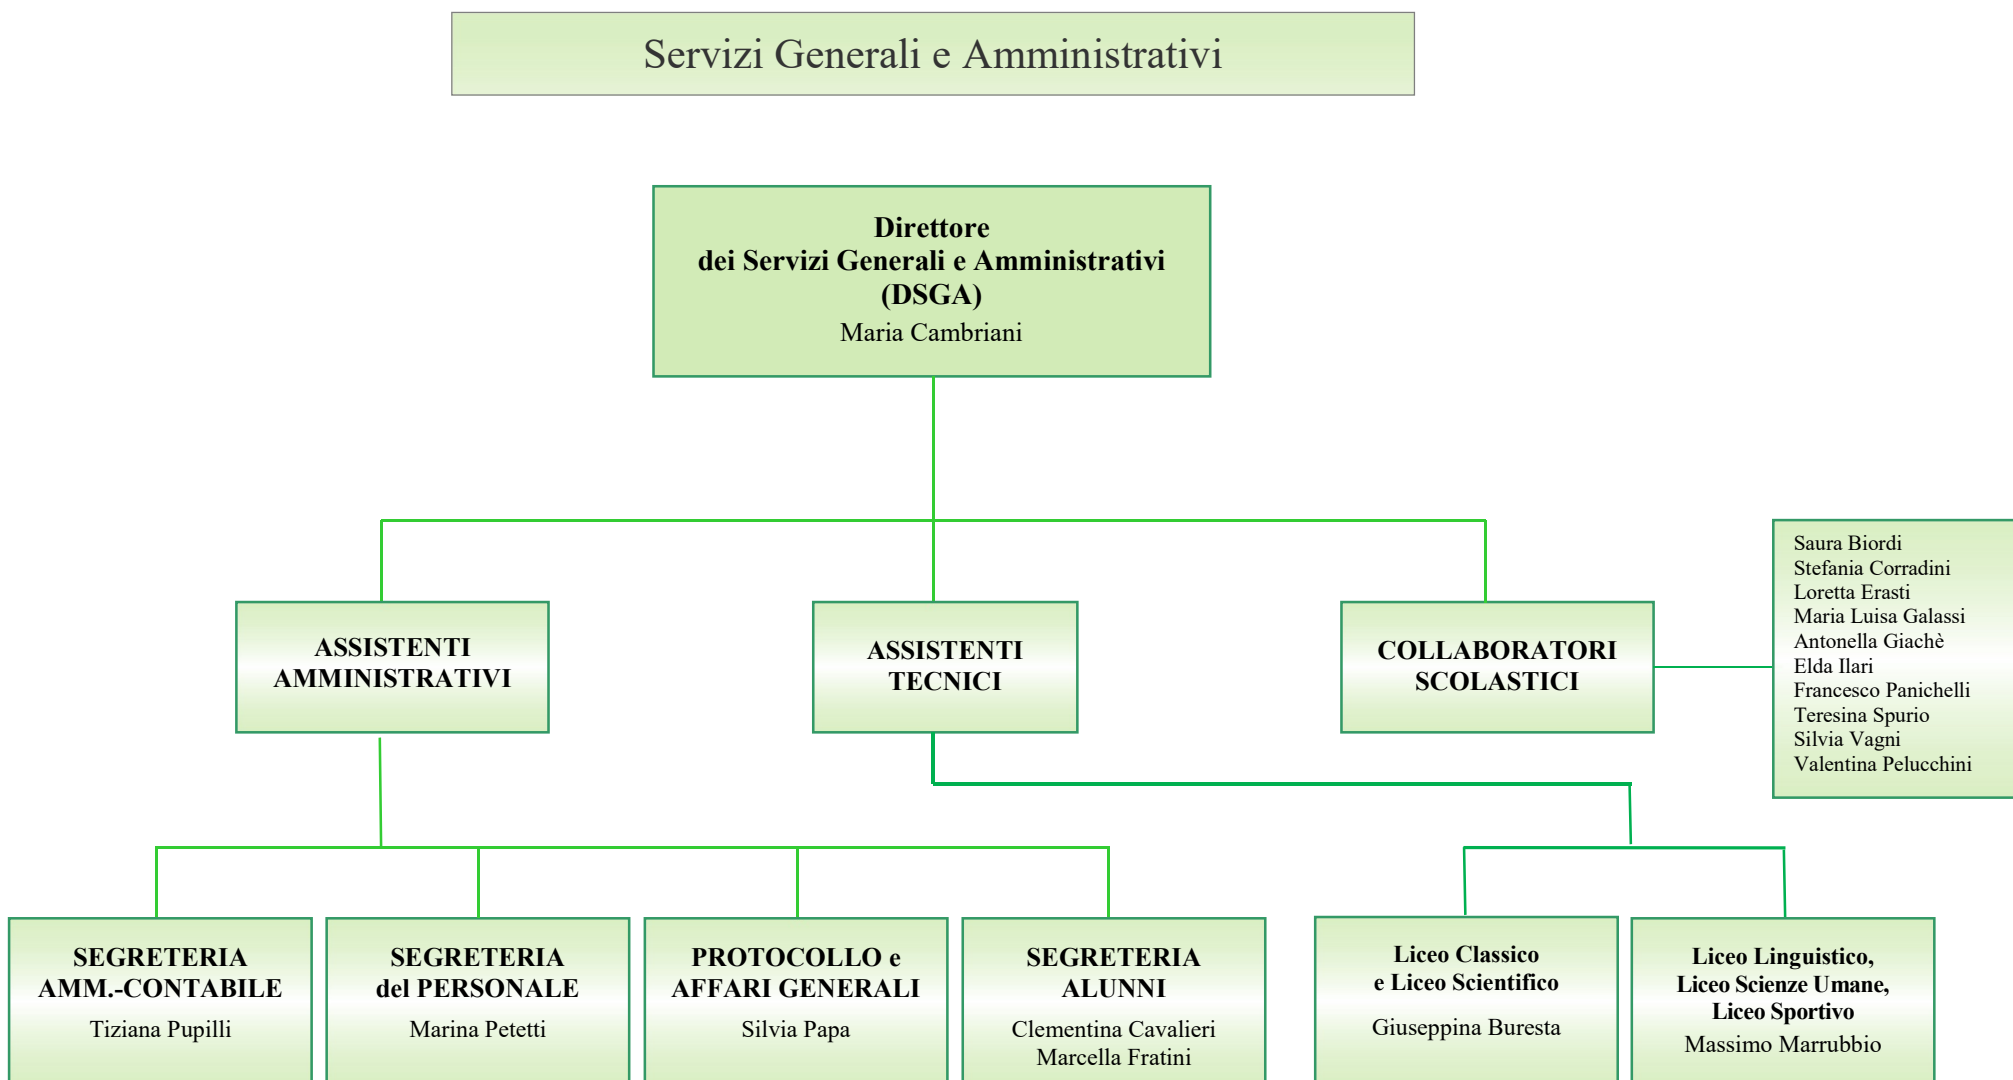 Servizi Generali e Amministrativi
Direttore
dei Servizi Generali e Amministrativi
(DSGA)
Maria Cambriani
ASSISTENTI
AMMINISTRATIVI
ASSISTENTI
TECNICI
COLLABORATORI
SCOLASTICI
Saura Biordi
Stefania Corradini
Loretta Erasti
Maria Luisa Galassi
Antonella Giachè
Elda Ilari
Francesco Panichelli
Teresina Spurio
Silvia Vagni
Valentina Pelucchini
SEGRETERIA
AMM.-CONTABILE
Tiziana Pupilli
SEGRETERIA
del PERSONALE
Marina Petetti
PROTOCOLLO e
AFFARI GENERALI
Silvia Papa
SEGRETERIA
ALUNNI
Clementina Cavalieri
Marcella Fratini
Liceo Classico
e Liceo Scientifico
Giuseppina Buresta
Liceo Linguistico,
Liceo Scienze Umane,
Liceo Sportivo
Massimo Marrubbio